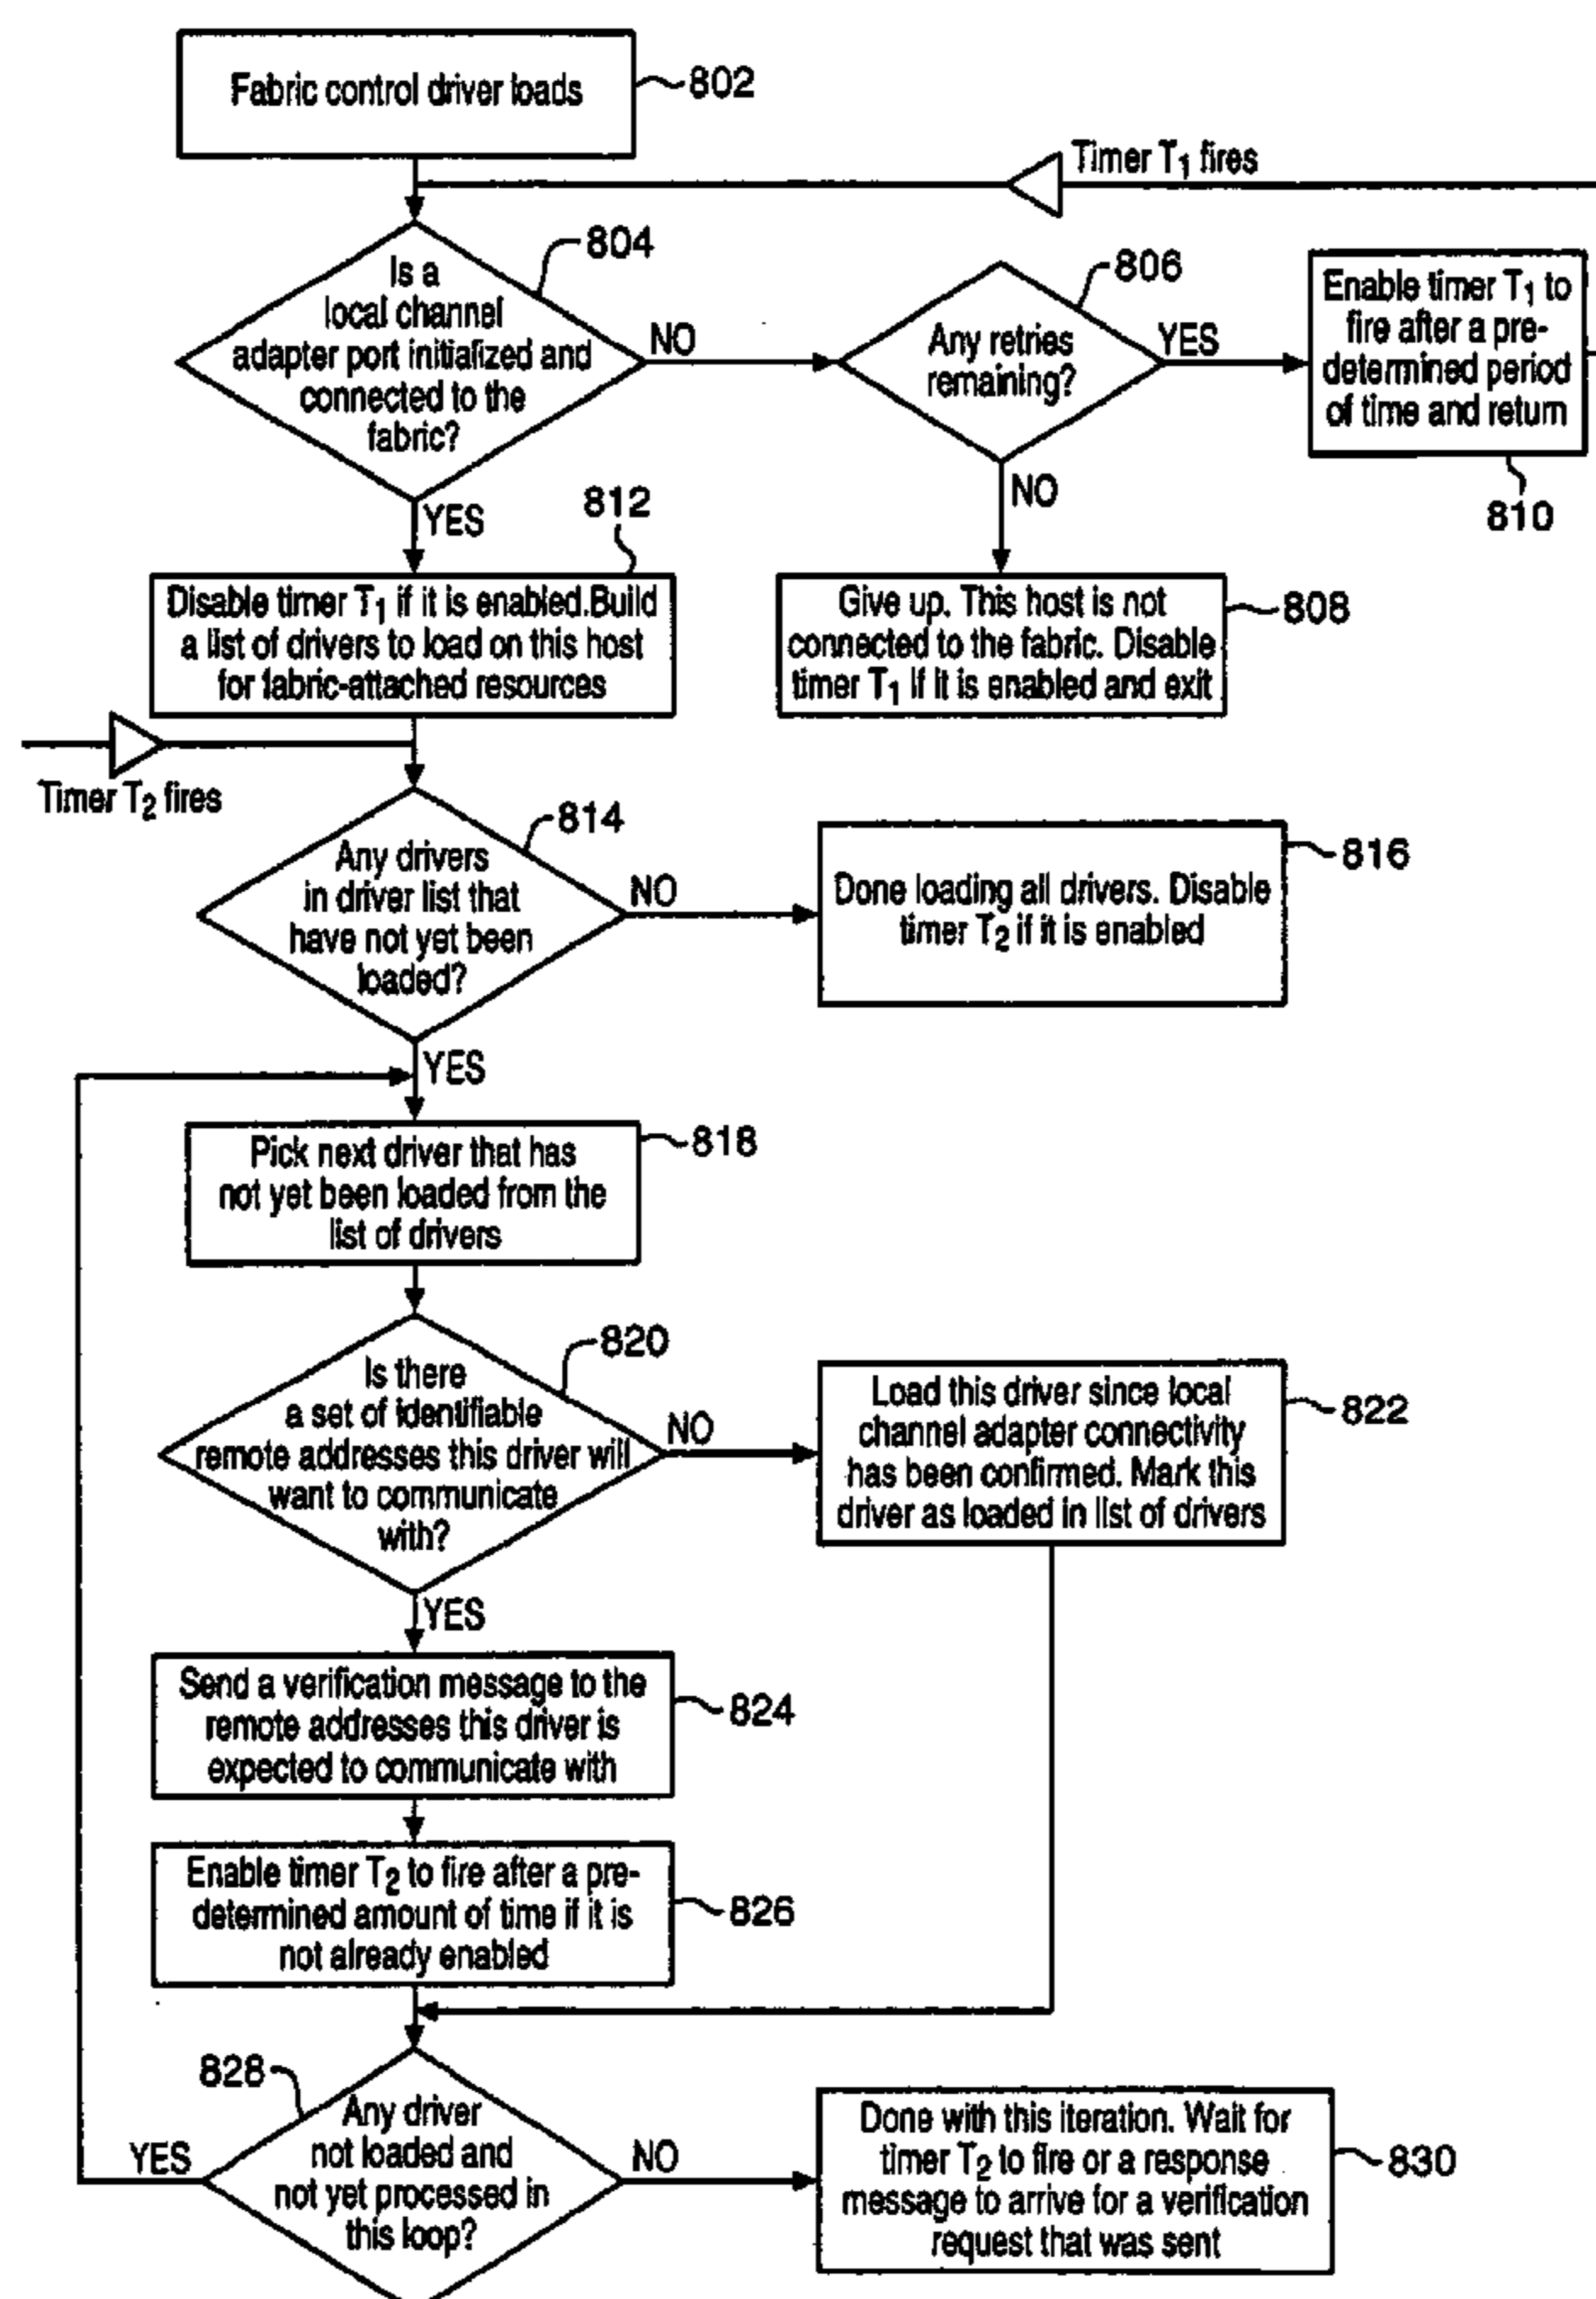 Fabric control driver loads
802
Timer T1 fires
Is a
local channel
adapter port initialized and
connected to the
fabric?
804
NO
YES
Any retries
remaining?
806
YES
NO
Enable timer T1 to
fire after a pre-
determined period
of time and return
810
812
Disable timer T1 if it is enabled.Build
a list of drivers to load on this host
for fabric-attached resources
Give up. This host is not
connected to the fabric. Disable
timer T1 if it is enabled and exit
808
Timer T2 fires
Any drivers
in driver list that
have not yet been
loaded?
814
NO
YES
Done loading all drivers. Disable
timer T2 if it is enabled
816
Pick next driver that has
not yet been loaded from the
list of drivers
818
Is there
a set of identifiable
remote addresses this driver will
want to communicate
with?
820
NO
YES
Load this driver since local
channel adapter connectivity
has been confirmed. Mark this
driver as loaded in list of drivers
822
Send a verification message to the
remote addresses this driver is
expected to communicate with
824
Enable timer T2 to fire after a pre-
determined amount of time if it is
not already enabled
826
828
Any driver
not loaded and
not yet processed in
this loop?
YES
NO
Done with this iteration. Wait for
timer T2 to fire or a response
message to arrive for a verification
request that was sent
830